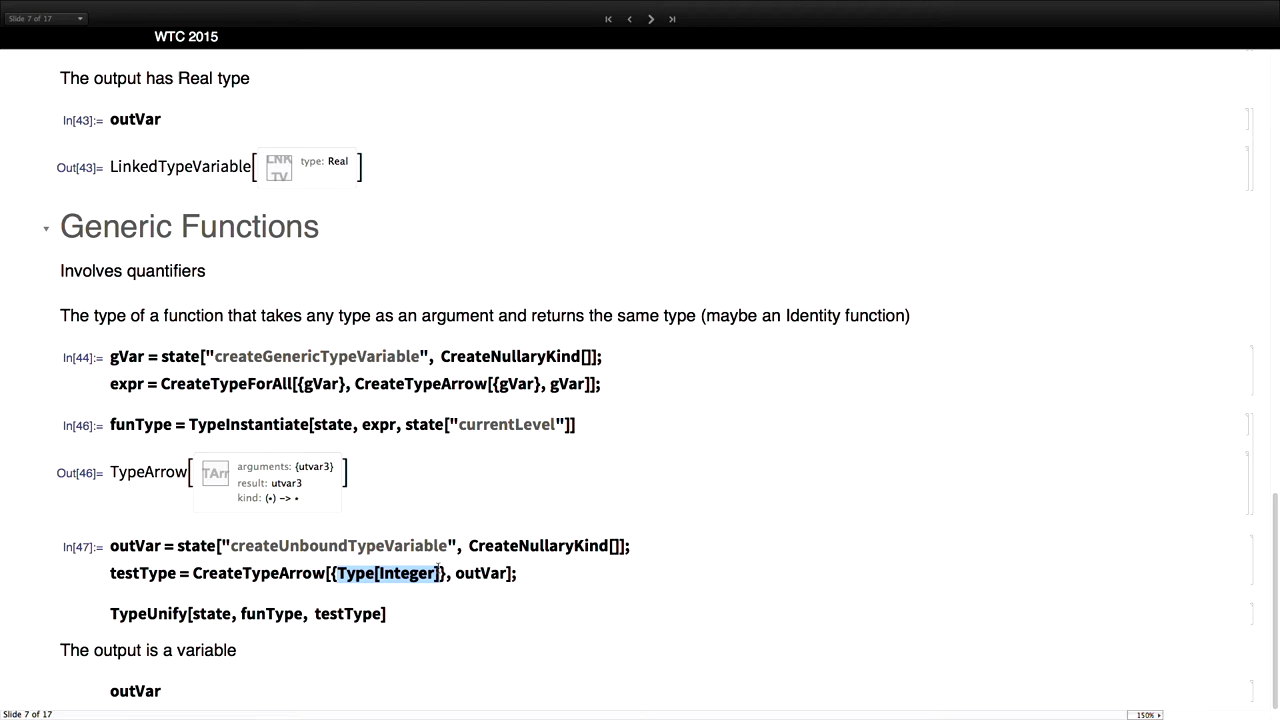 Slide 7 of 17
WTC 2015
The output has Real type
In[43]:= outVar
Out[43]= LinkedTypeVariable[ LNK TV type: Real ]
Generic Functions
Involves quantifiers
The type of a function that takes any type as an argument and returns the same type (maybe an Identity function)
In[44]:= gVar = state["createGenericTypeVariable", CreateNullaryKind[]];
expr = CreateTypeForAll[{gVar}, CreateTypeArrow[{gVar}, gVar]];
In[46]:= funType = TypeInstantiate[state, expr, state["currentLevel"]]
Out[46]= TypeArrow[ TArr arguments: {utvar3}
result: utvar3
kind: (*) -> * ]
In[47]:= outVar = state["createUnboundTypeVariable", CreateNullaryKind[]];
testType = CreateTypeArrow[{Type[Integer]}, outVar];
TypeUnify[state, funType, testType]
The output is a variable
outVar
Slide 7 of 17
150%